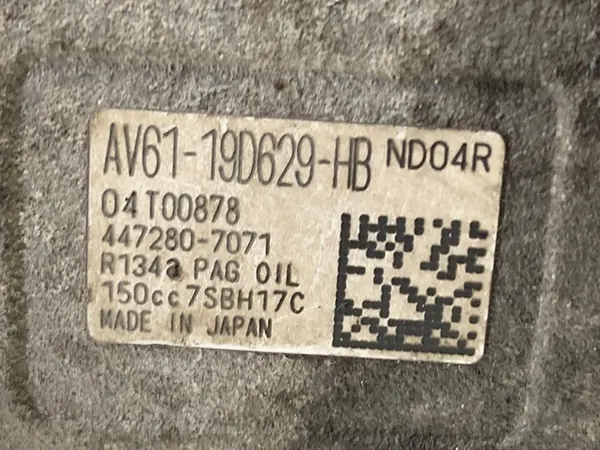 AV61-19D629-HB ND04R
04T00878
447280-7071
R134a PAG OIL
150cc7SBH17C
MADE IN JAPAN